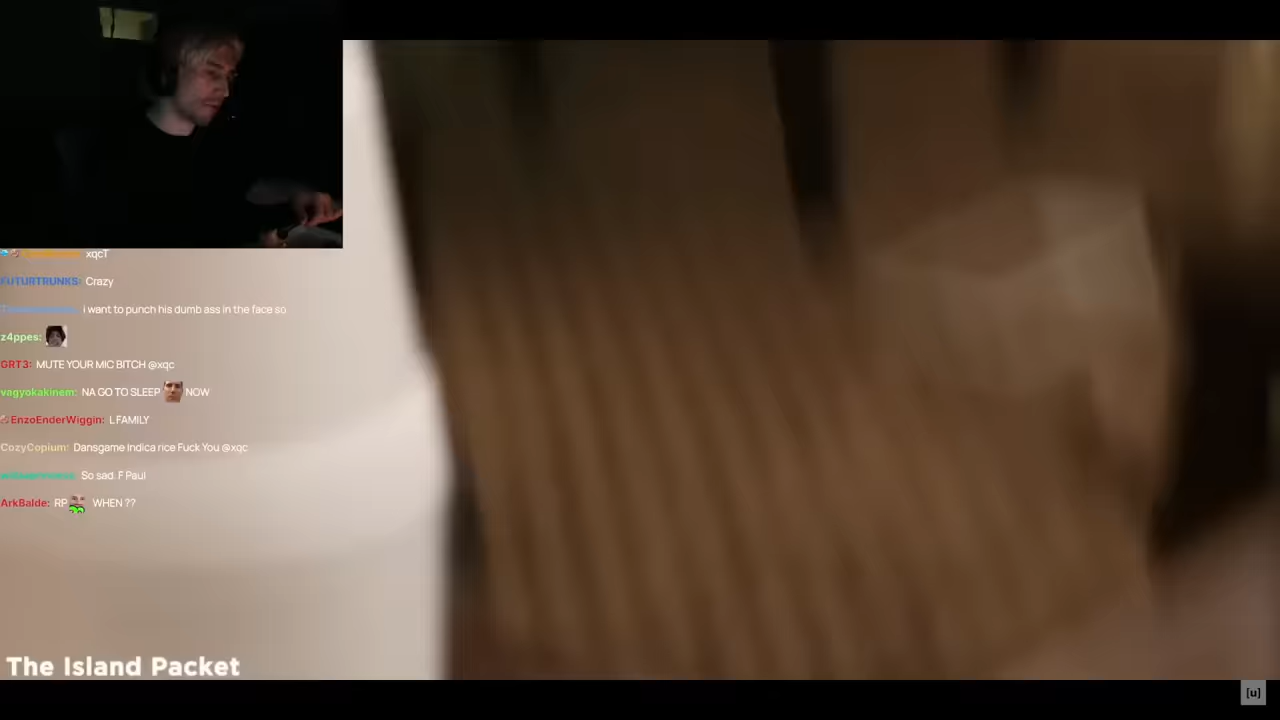 xqcT
FUTURTRUNKS: Crazy
i want to punch his dumb ass in the face so
z4ppes:
GRT3: MUTE YOUR MIC BITCH @xqc
vagyokakinem: NA GO TO SLEEP NOW
EnzoEnderWiggin: L FAMILY
CozyCopium: Dansgame Indica rice Fuck You @xqc
So sad. F Paul
ArkBalde: RP WHEN ??
The Island Packet
[u]